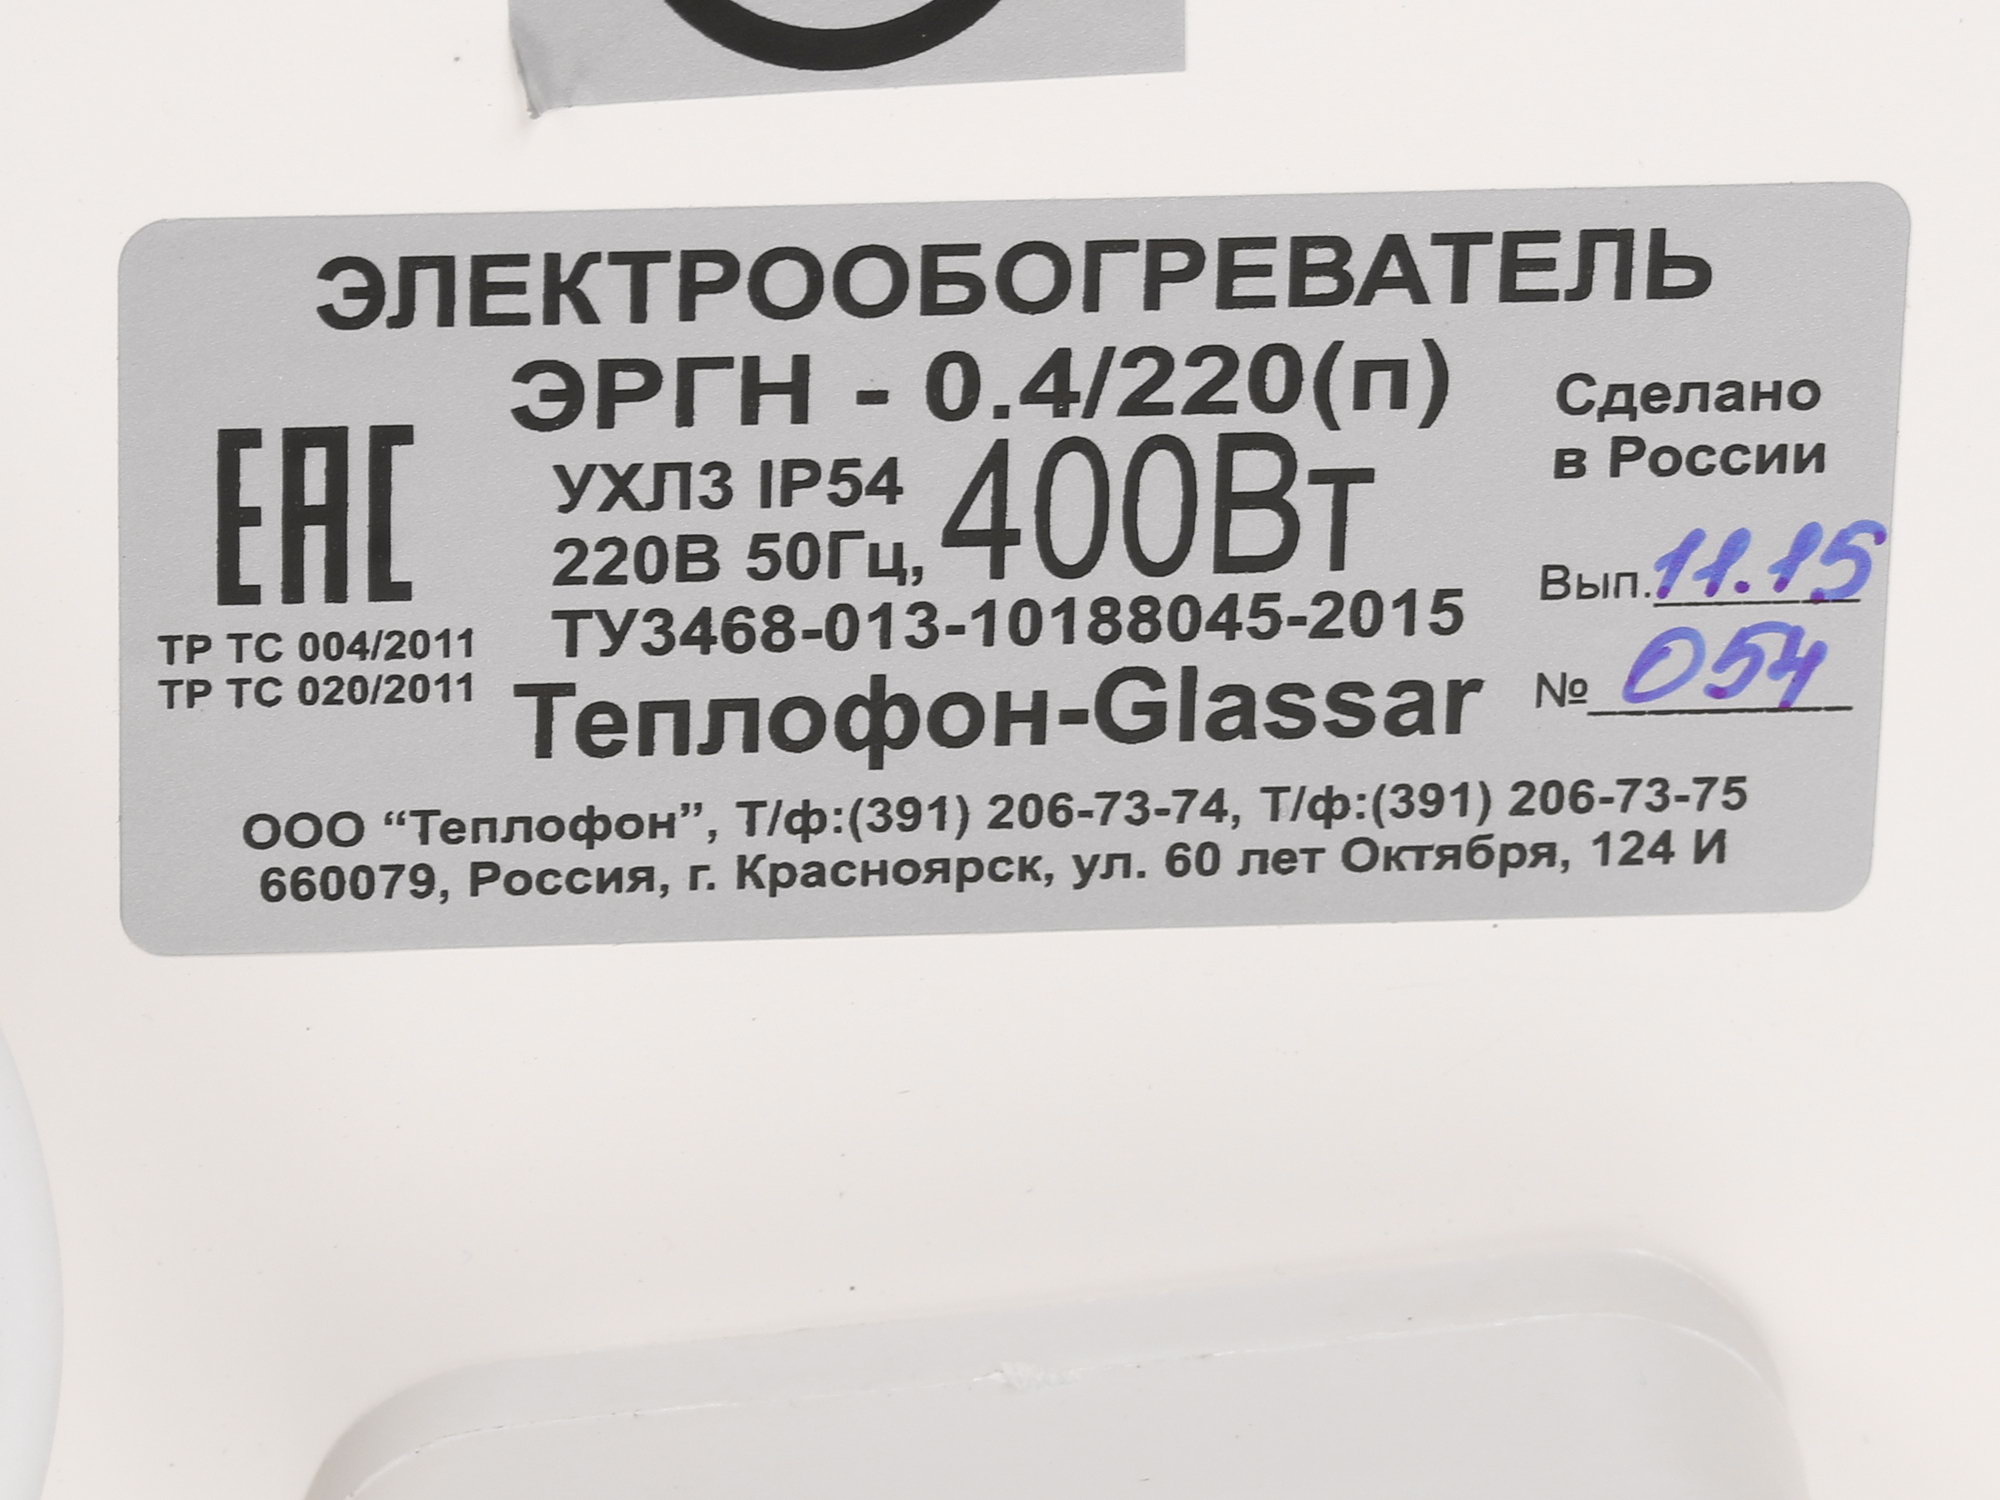 ЭЛЕКТРООБОГРЕВАТЕЛЬ
ЭРГН - 0.4/220(п)
EAC
ТР ТС 004/2011
ТР ТС 020/2011
УХЛ3 IP54
220В 50Гц, 400Вт
ТУ3468-013-10188045-2015
Теплофон-Glassar
Сделано
в России
Вып. 11.15
№ 054
ООО “Теплофон”, Т/ф:(391) 206-73-74, Т/ф:(391) 206-73-75
660079, Россия, г. Красноярск, ул. 60 лет Октября, 124 И